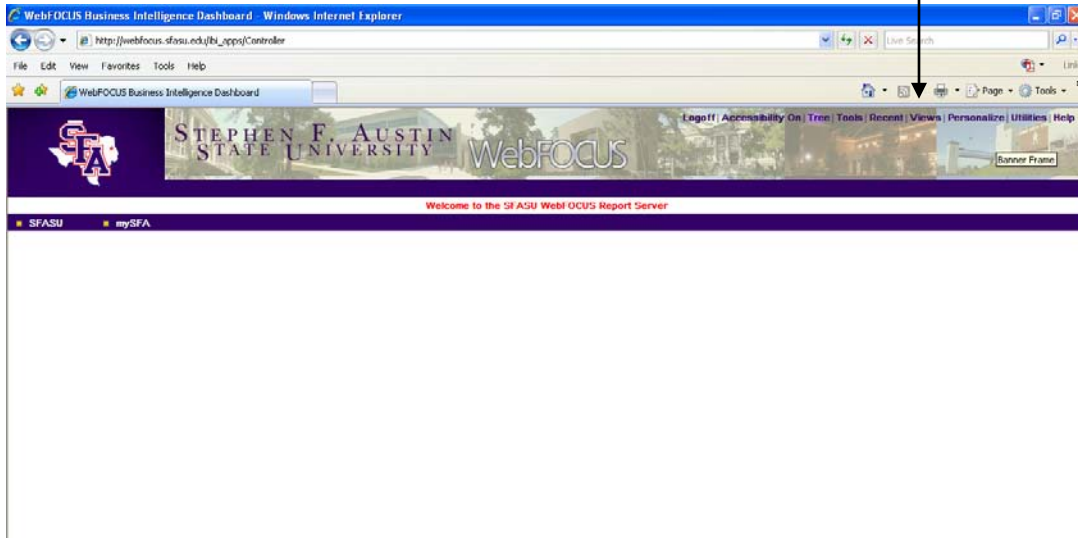 WebFOCUS Business Intelligence Dashboard - Windows Internet Explorer
http://webfocus.sfasu.edu/ibi_apps/Controller
Live Search
File Edit View Favorites Tools Help
WebFOCUS Business Intelligence Dashboard
Page Tools
Logoff | Accessibility On | Tree | Tools | Recent | Views | Personalize | Utilities | Help
SFA
STEPHEN F. AUSTIN
STATE UNIVERSITY
WebFOCUS
Banner Frame
Welcome to the SFASU WebFOCUS Report Server
SFASU mySFA